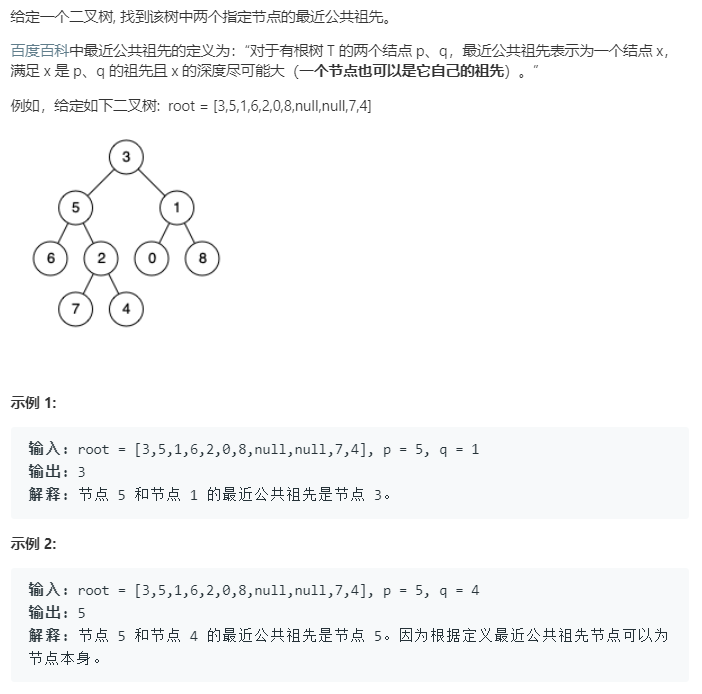 给定一个二叉树, 找到该树中两个指定节点的最近公共祖先。
百度百科中最近公共祖先的定义为：“对于有根树 T 的两个结点 p、q，最近公共祖先表示为一个结点 x，
满足 x 是 p、q 的祖先且 x 的深度尽可能大（一个节点也可以是它自己的祖先）。”
例如，给定如下二叉树: root = [3,5,1,6,2,0,8,null,null,7,4]
3
5 1
6 2 0 8
7 4
示例 1:
输入: root = [3,5,1,6,2,0,8,null,null,7,4], p = 5, q = 1
输出: 3
解释: 节点 5 和节点 1 的最近公共祖先是节点 3。
示例 2:
输入: root = [3,5,1,6,2,0,8,null,null,7,4], p = 5, q = 4
输出: 5
解释: 节点 5 和节点 4 的最近公共祖先是节点 5。因为根据定义最近公共祖先节点可以为
节点本身。